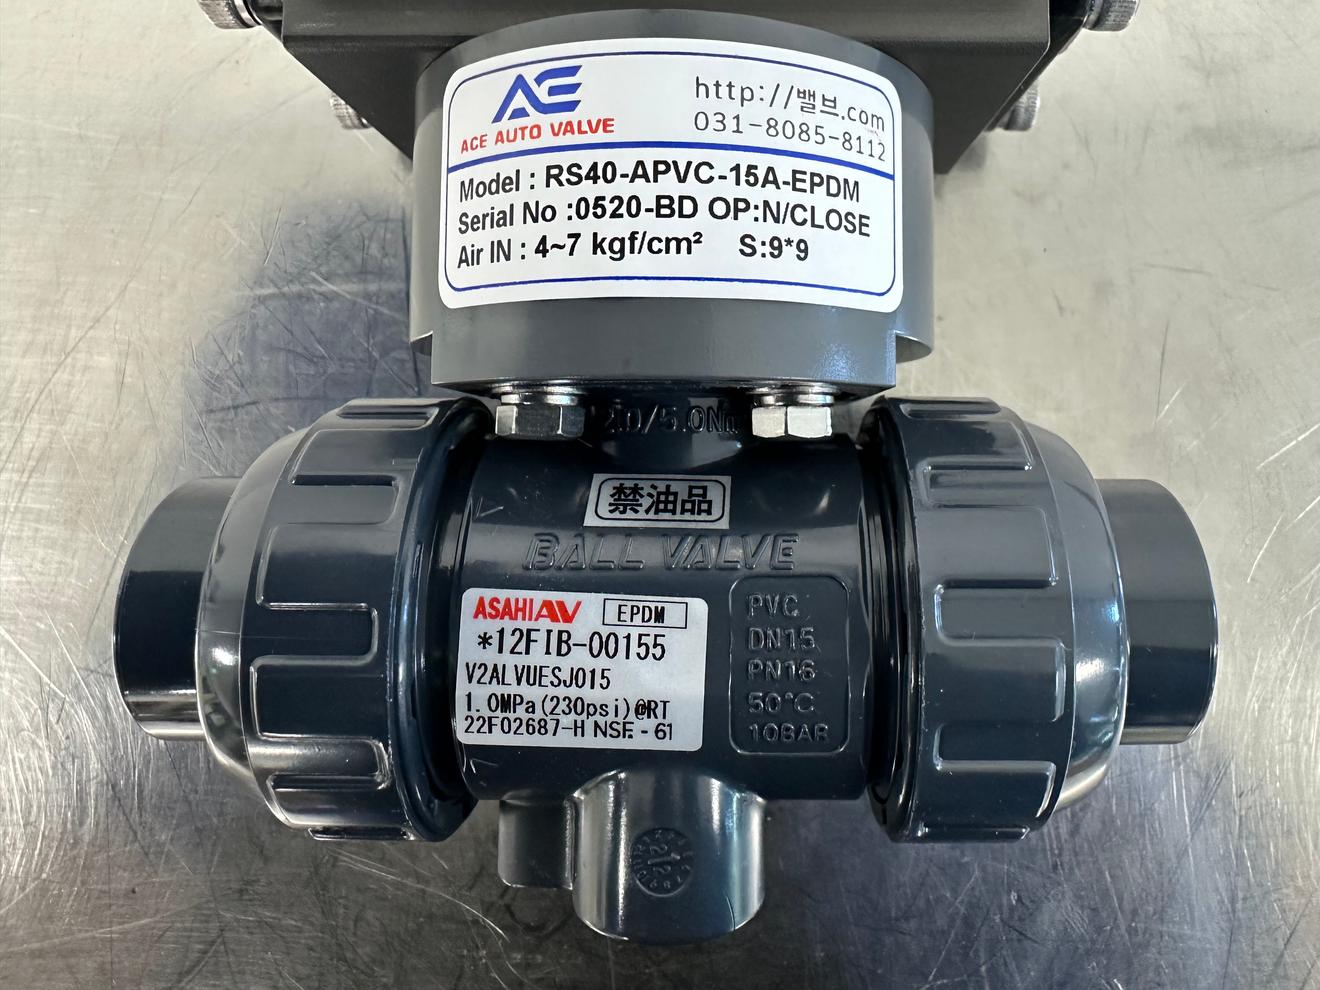 ACE AUTO VALVE
http://밸브.com
031-8085-8112
Model : RS40-APVC-15A-EPDM
Serial No :0520-BD OP:N/CLOSE
Air IN : 4~7 kgf/cm² S:9*9
禁油品
BALL VALVE
ASAHI AV EPDM
*12FIB-00155
V2ALVUESJ015
1.0MPa(230psi)@RT
22F02687-H NSF - 61
PVC
DN15
PN16
50°C
10BAR